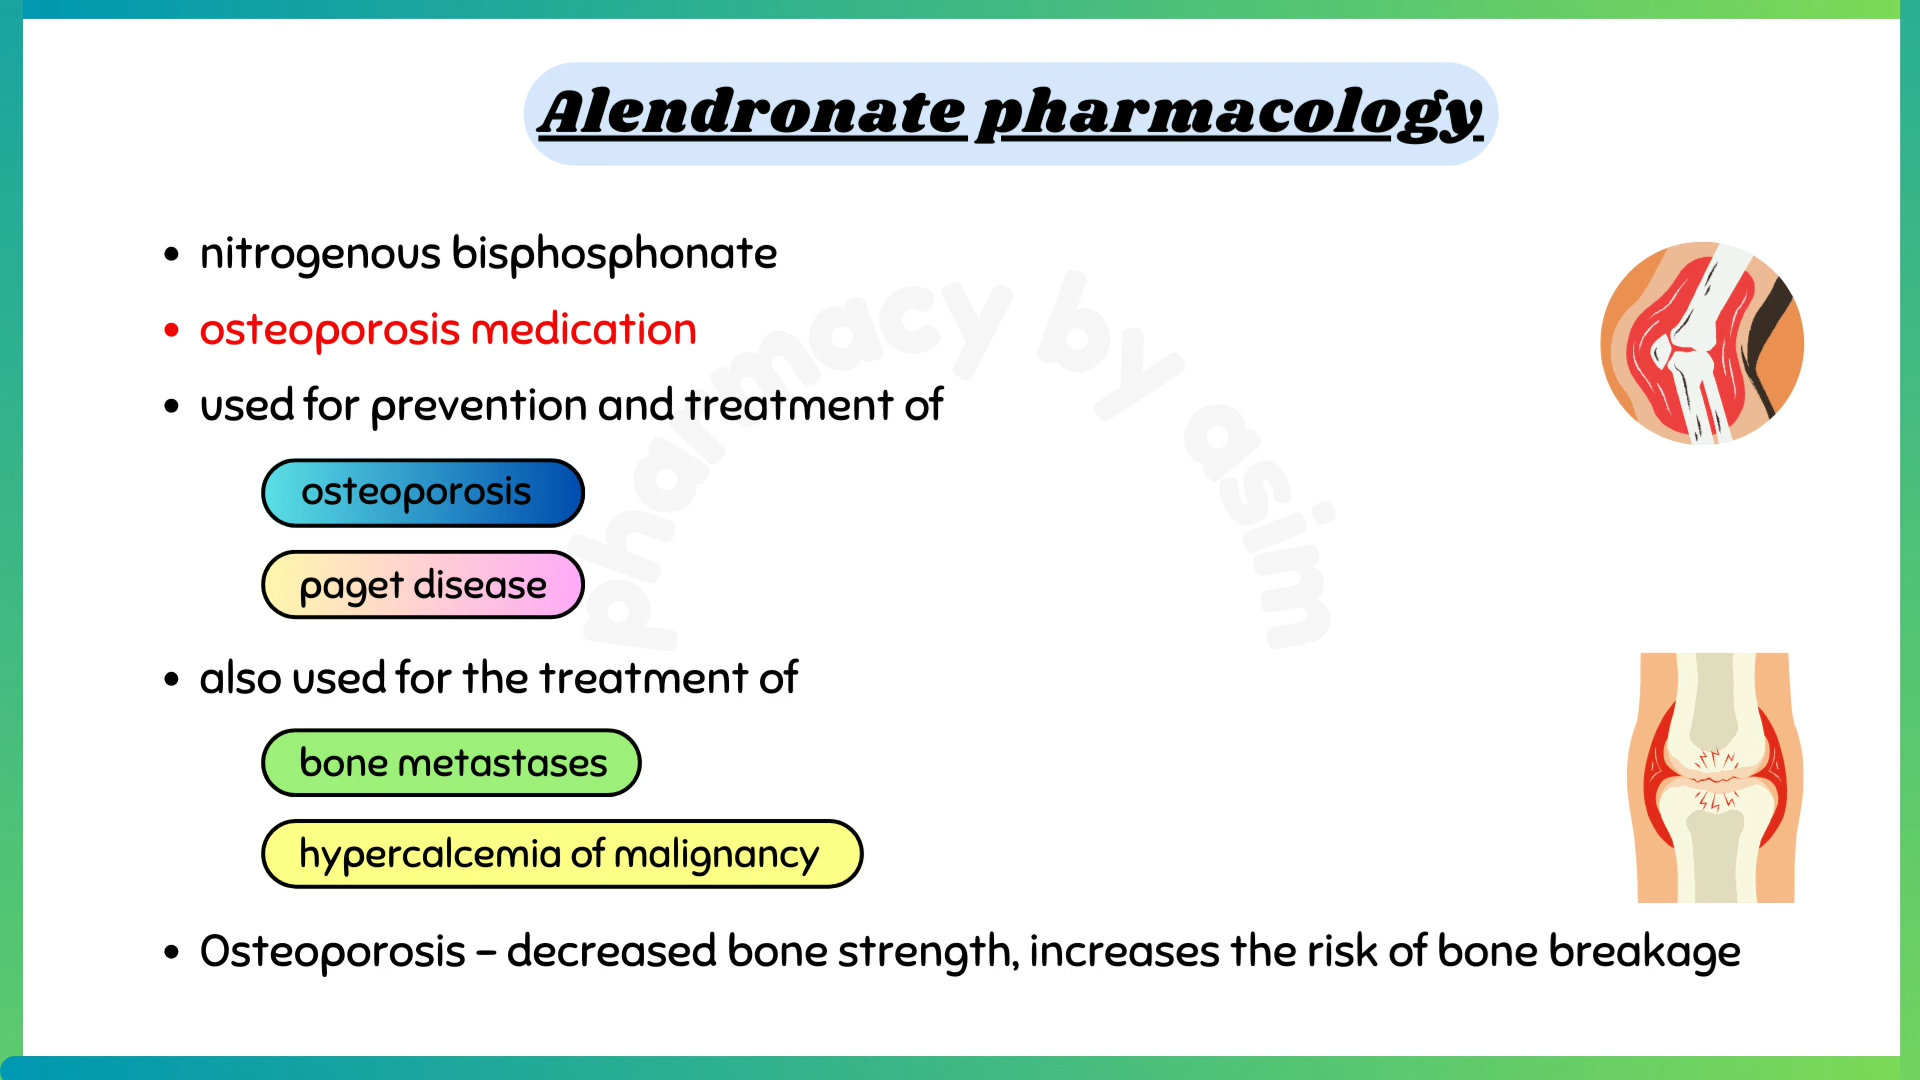 Alendronate pharmacology
• nitrogenous bisphosphonate
• osteoporosis medication
• used for prevention and treatment of
osteoporosis
paget disease
• also used for the treatment of
bone metastases
hypercalcemia of malignancy
• Osteoporosis - decreased bone strength, increases the risk of bone breakage
pharmacy by asim